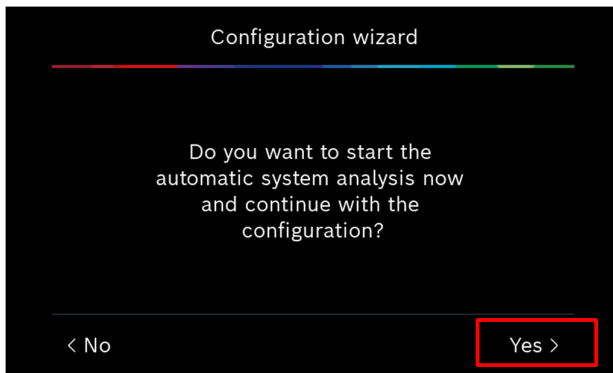 Configuration wizard
Do you want to start the
automatic system analysis now
and continue with the
configuration?
< No
Yes >